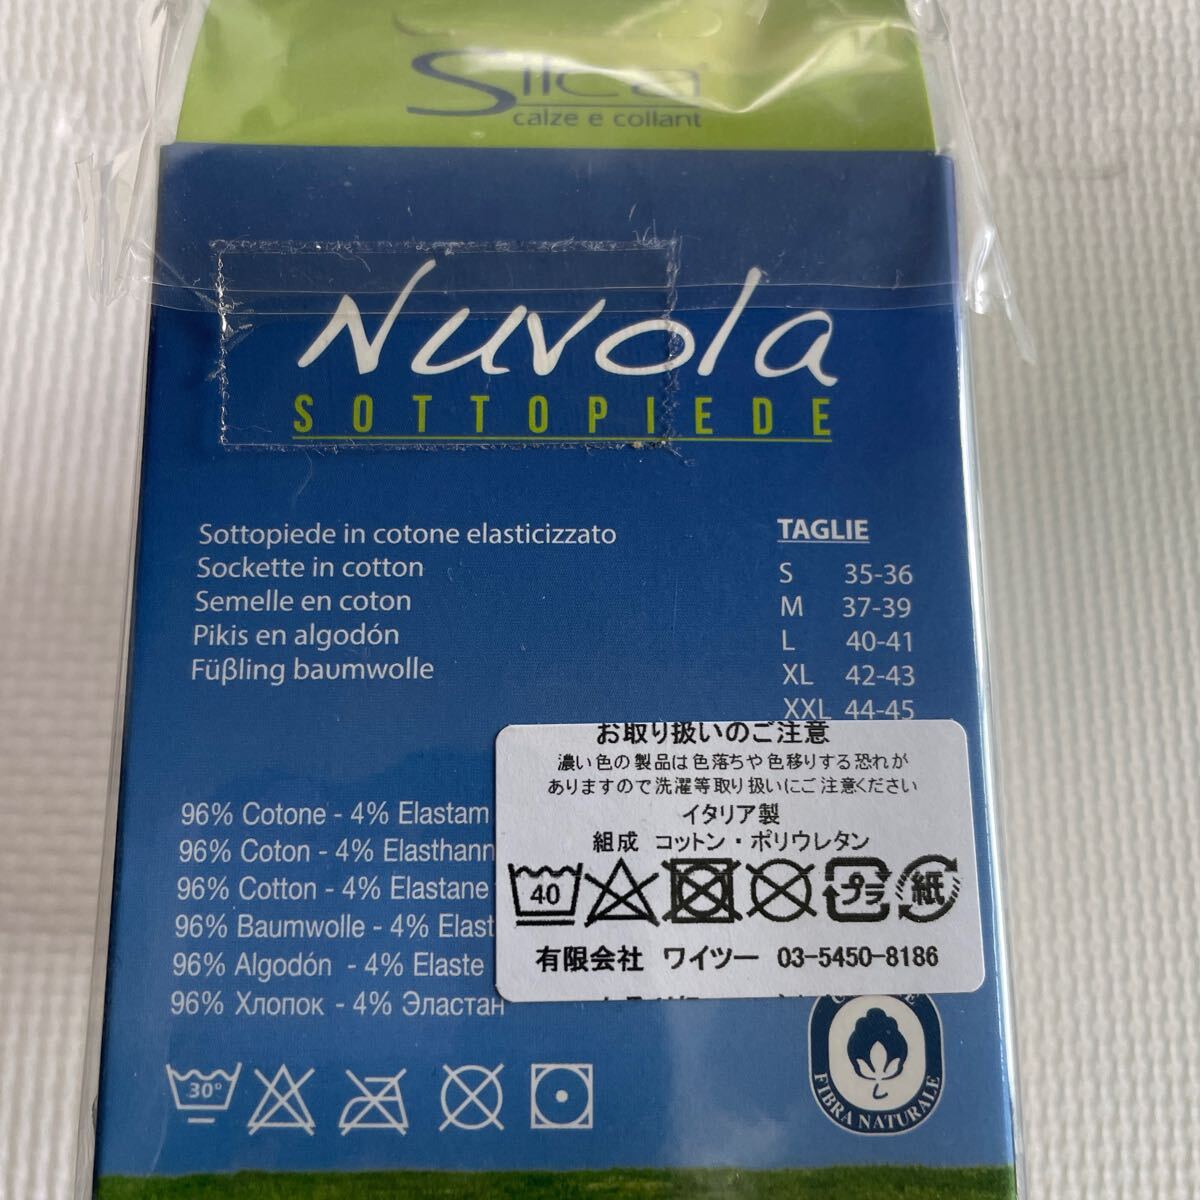 Silca
calze e collant
Nuvola
SOTTOPIEDE
Sottopiede in cotone elasticizzato
Sockette in cotton
Semelle en coton
Pikis en algodón
Füβling baumwolle
TAGLIE
S 35-36
M 37-39
L 40-41
XL 42-43
XXL 44-45
96% Cotone - 4% Elastam
96% Coton - 4% Elasthann
96% Cotton - 4% Elastane
96% Baumwolle - 4% Elast
96% Algodón - 4% Elaste
96% Хлопок - 4% Эластан
お取り扱いのご注意
濃い色の製品は色落ちや色移りする恐れが
ありますので洗濯等取り扱いにご注意ください
イタリア製
組成 コットン・ポリウレタン
40 プラ 紙
有限会社 ワイツー 03-5450-8186
30°
FIBRA NATURALE